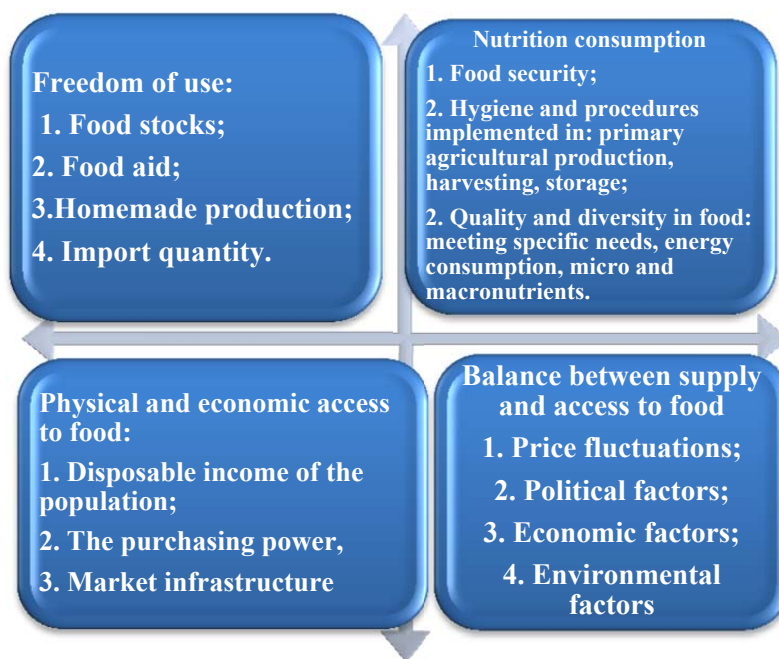 Freedom of use:
1. Food stocks;
2. Food aid;
3.Homemade production;
4. Import quantity.
Nutrition consumption
1. Food security;
2. Hygiene and procedures
implemented in: primary
agricultural production,
harvesting, storage;
2. Quality and diversity in food:
meeting specific needs, energy
consumption, micro and
macronutrients.
Physical and economic access
to food:
1. Disposable income of the
population;
2. The purchasing power,
3. Market infrastructure
Balance between supply
and access to food
1. Price fluctuations;
2. Political factors;
3. Economic factors;
4. Environmental
factors